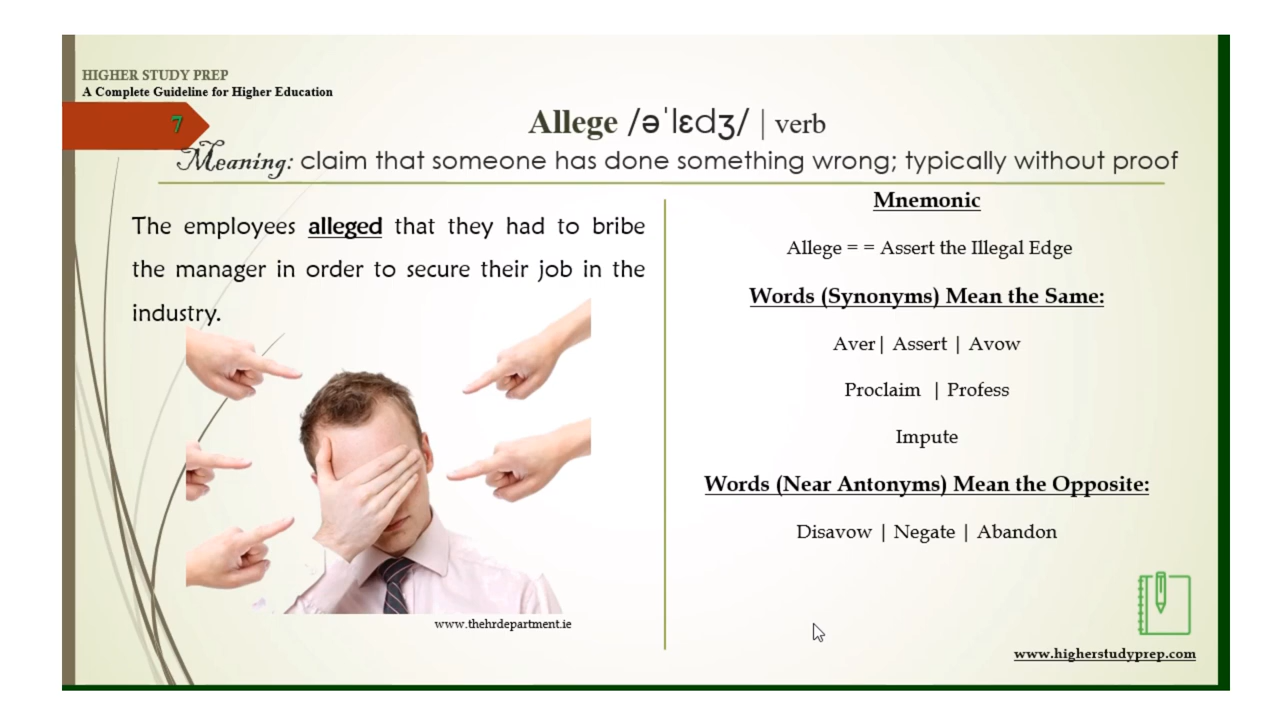 HIGHER STUDY PREP
A Complete Guideline for Higher Education
7
Allege /əˈlɛdʒ/ | verb
Meaning: claim that someone has done something wrong; typically without proof
The employees alleged that they had to bribe
the manager in order to secure their job in the
industry.
www.thehrdepartment.ie
Mnemonic
Allege = = Assert the Illegal Edge
Words (Synonyms) Mean the Same:
Aver| Assert | Avow
Proclaim | Profess
Impute
Words (Near Antonyms) Mean the Opposite:
Disavow | Negate | Abandon
www.higherstudyprep.com